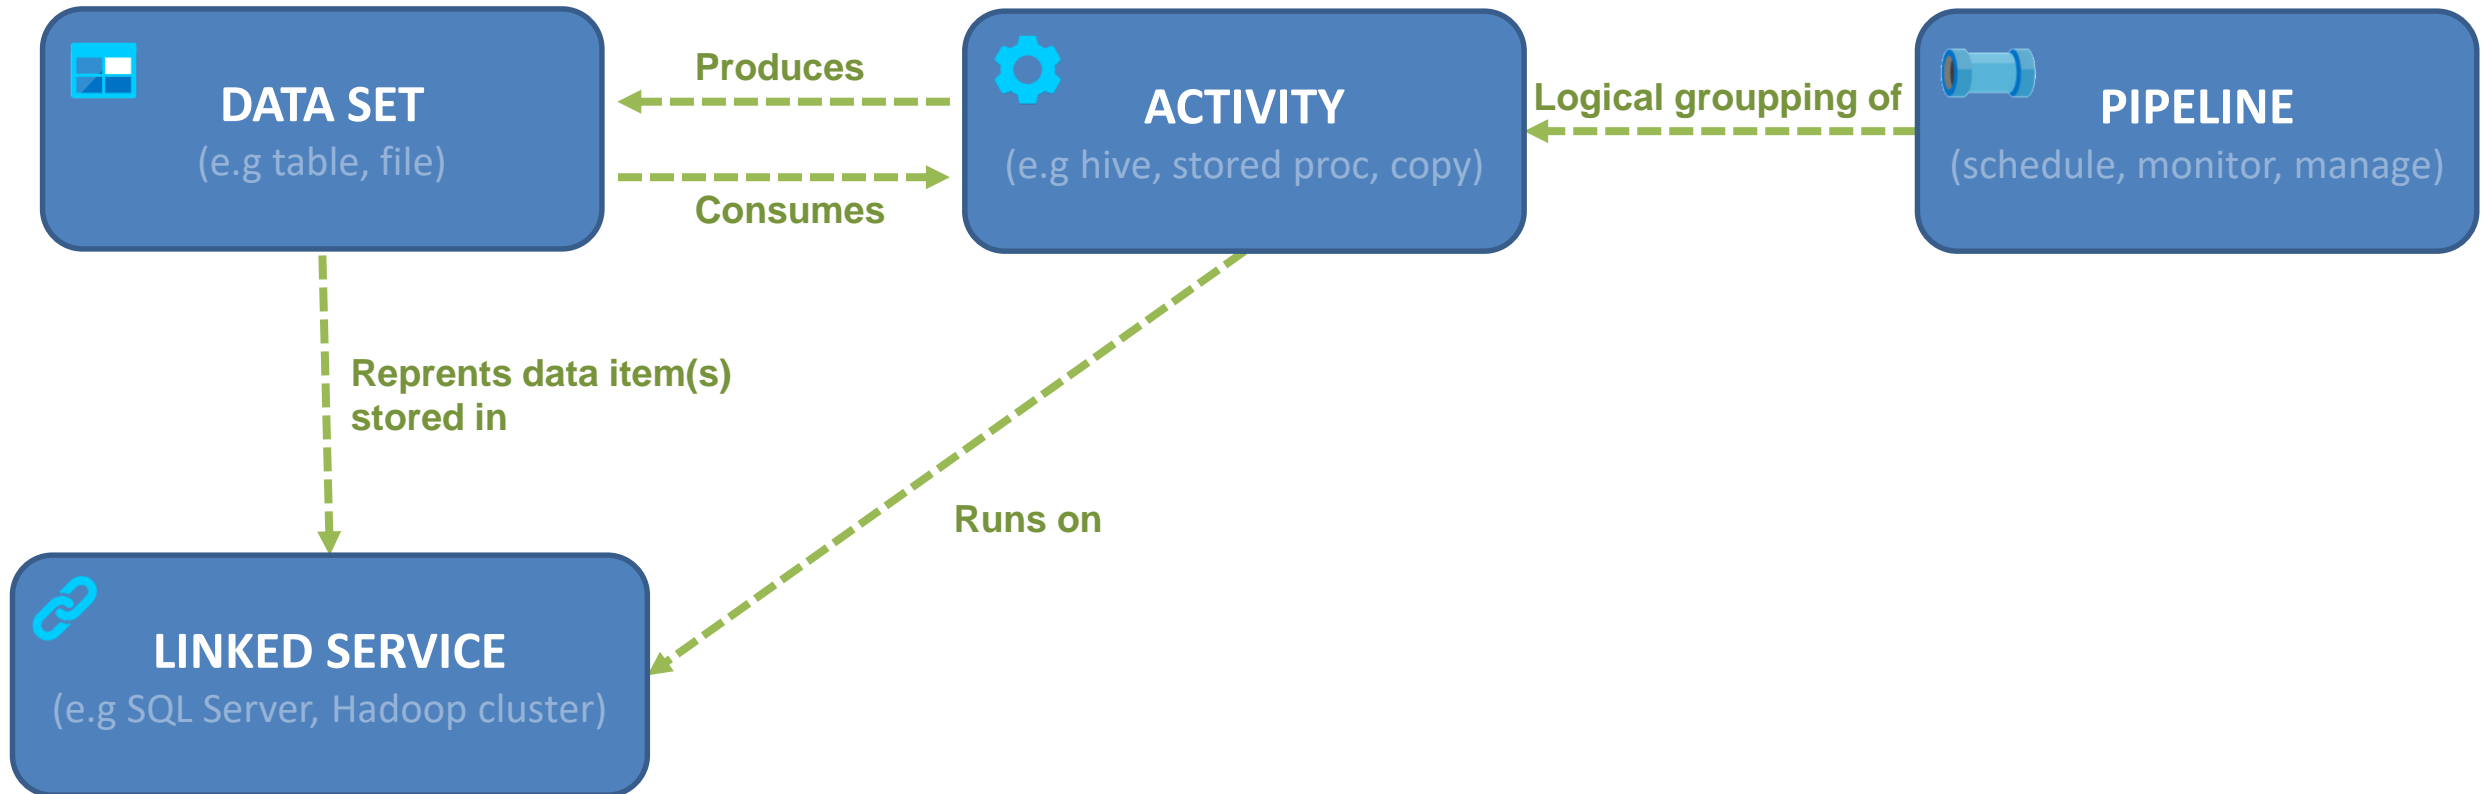 DATA SET
(e.g table, file)
Produces
Consumes
ACTIVITY
(e.g hive, stored proc, copy)
Logical groupping of
PIPELINE
(schedule, monitor, manage)
Reprents data item(s)
stored in
Runs on
LINKED SERVICE
(e.g SQL Server, Hadoop cluster)